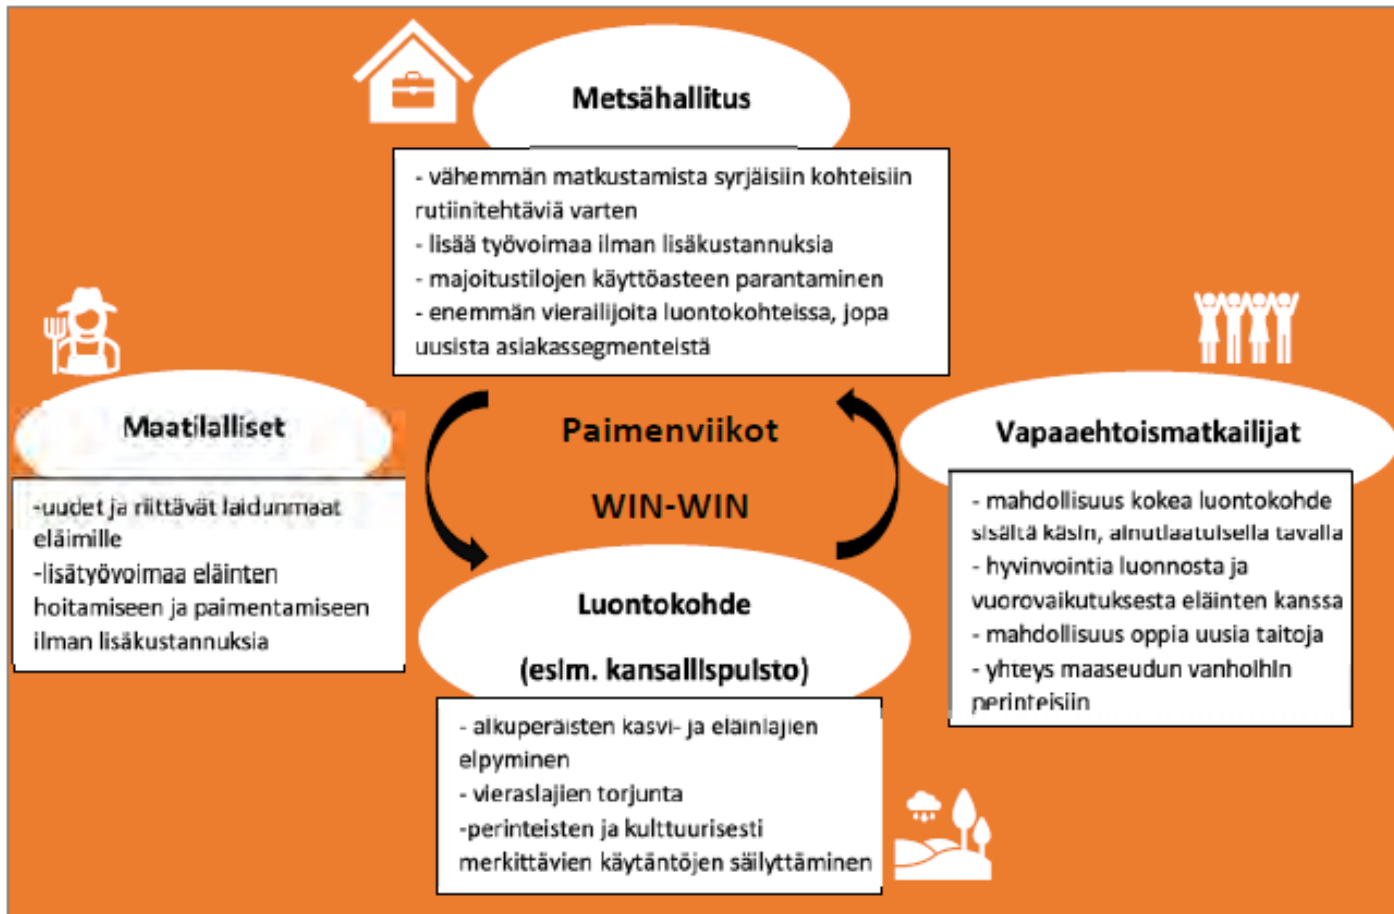 Metsähallitus
- vähemmän matkustamista syrjäisiin kohteisiin
rutiinitehtäviä varten
- lisää työvoimaa ilman lisäkustannuksia
- majoitustilojen käyttöasteen parantaminen
- enemmän vierailijoita luontokohteissa, jopa
uusista asiakassegmenteistä
Maatilalliset
-uudet ja riittävät laidunmaat
eläimille
-lisätyövoimaa eläinten
hoitamiseen ja paimentamiseen
ilman lisäkustannuksia
Paimenviikot
WIN-WIN
Vapaaehtoismatkailijat
- mahdollisuus kokea luontokohde
sisältä käsin, ainutlaatuisella tavalla
- hyvinvointia luonnosta ja
vuorovaikutuksesta eläinten kanssa
- mahdollisuus oppia uusia taitoja
- yhteys maaseudun vanhoihin
perinteisiin
Luontokohde
(esim. kansallispuisto)
- alkuperäisten kasvi- ja eläinlajien
elpyminen
- vieraslajien torjunta
-perinteisten ja kulttuurisesti
merkittävien käytäntöjen säilyttäminen